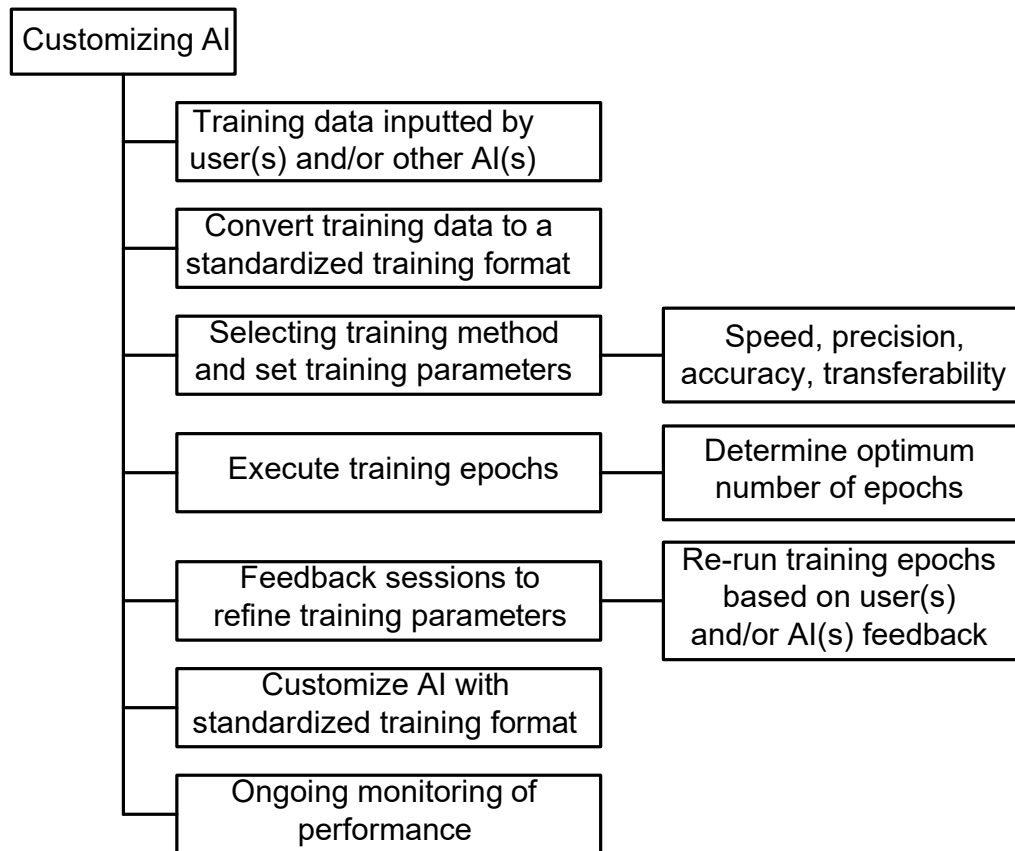 Customizing AI
Training data inputted by
user(s) and/or other AI(s)
Convert training data to a
standardized training format
Selecting training method
and set training parameters
Speed, precision,
accuracy, transferability
Execute training epochs
Determine optimum
number of epochs
Feedback sessions to
refine training parameters
Re-run training epochs
based on user(s)
and/or AI(s) feedback
Customize AI with
standardized training format
Ongoing monitoring of
performance